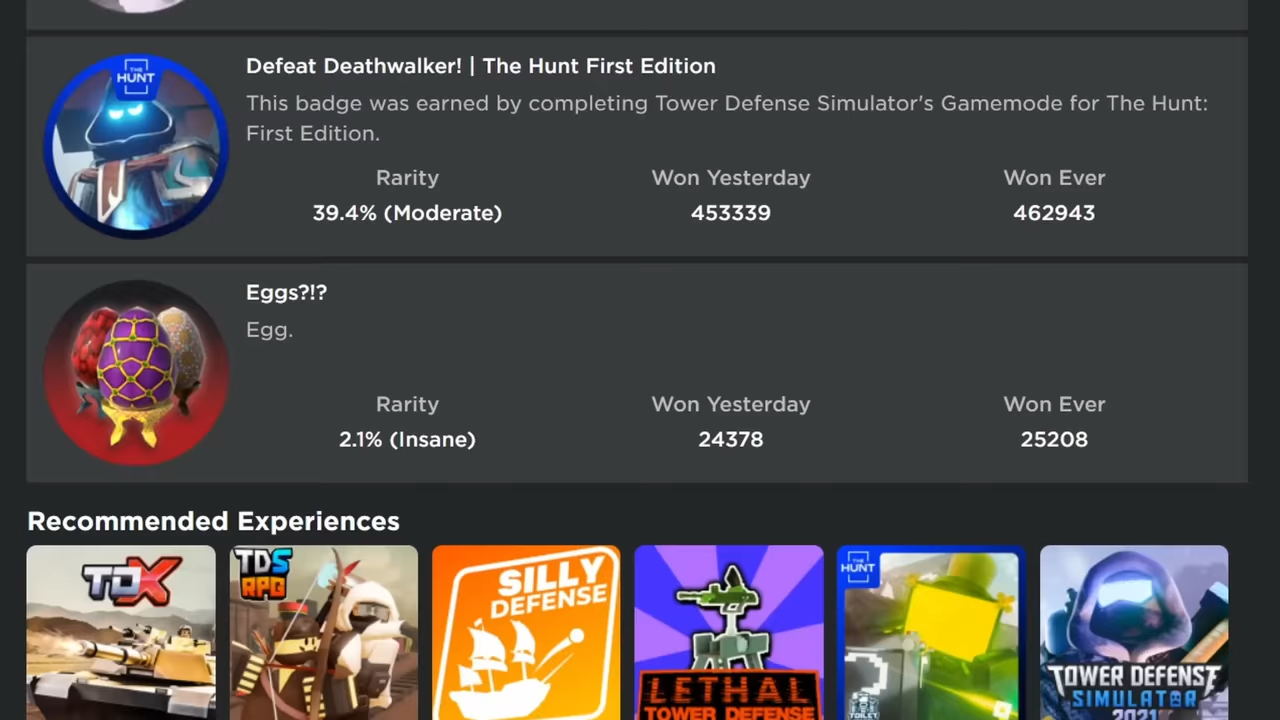 THE
HUNT
Defeat Deathwalker! | The Hunt First Edition
This badge was earned by completing Tower Defense Simulator's Gamemode for The Hunt:
First Edition.
Rarity
Won Yesterday
Won Ever
39.4% (Moderate)
453339
462943
Eggs?!?
Egg.
Rarity
Won Yesterday
Won Ever
2.1% (Insane)
24378
25208
Recommended Experiences
TDX
TDS
RPG
SILLY
DEFENSE
LETHAL
TOWER DEFENSE
THE
HUNT
TOILET
TOWER DEFENSE
SIMULATOR
2021